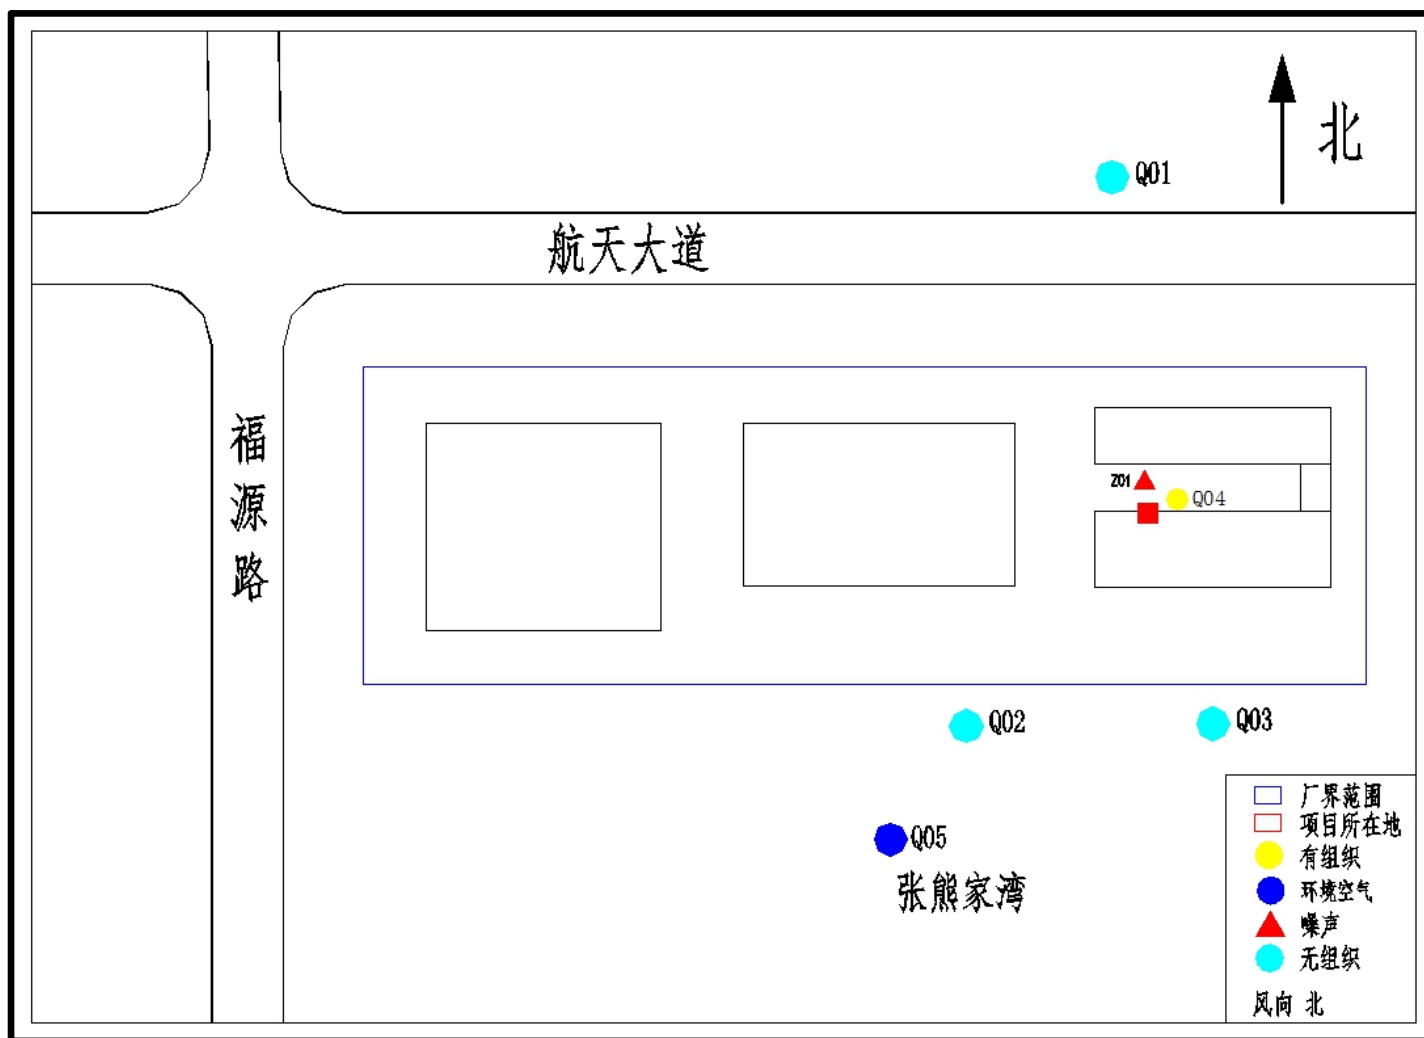 北
Q01
航天大道
福源路
Z01
Q04
Q02
Q03
Q05
张熊家湾
厂界范围
项目所在地
有组织
环境空气
噪声
无组织
风向 北